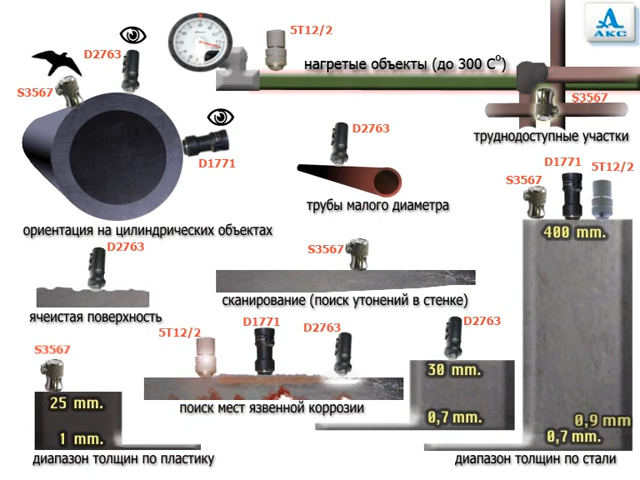 5T12/2
АКС
D2763
нагретые объекты (до 300 С°)
S3567
S3567
D1771
труднодоступные участки
D2763
D1771
5T12/2
S3567
трубы малого диаметра
400 mm.
ориентация на цилиндрических объектах
D2763
S3567
ячеистая поверхность
сканирование (поиск утонений в стенке)
5T12/2
D1771
D2763
D2763
S3567
30 mm.
25 mm.
поиск мест язвенной коррозии
0,7 mm.
0,9 mm
1 mm.
0,7 mm.
диапазон толщин по пластику
диапазон толщин по стали